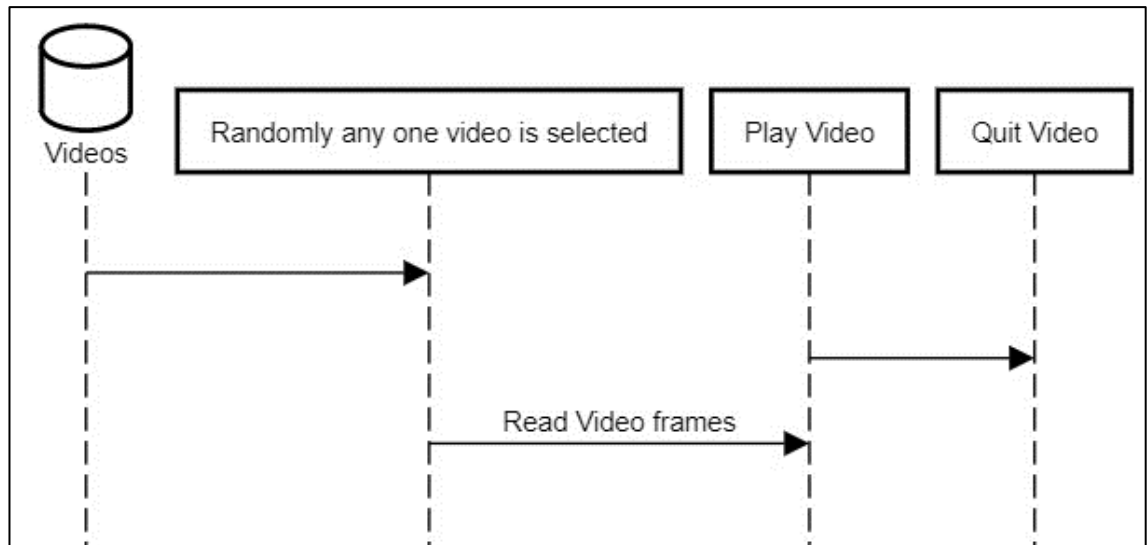 Videos
Randomly any one video is selected
Play Video
Quit Video
Read Video frames